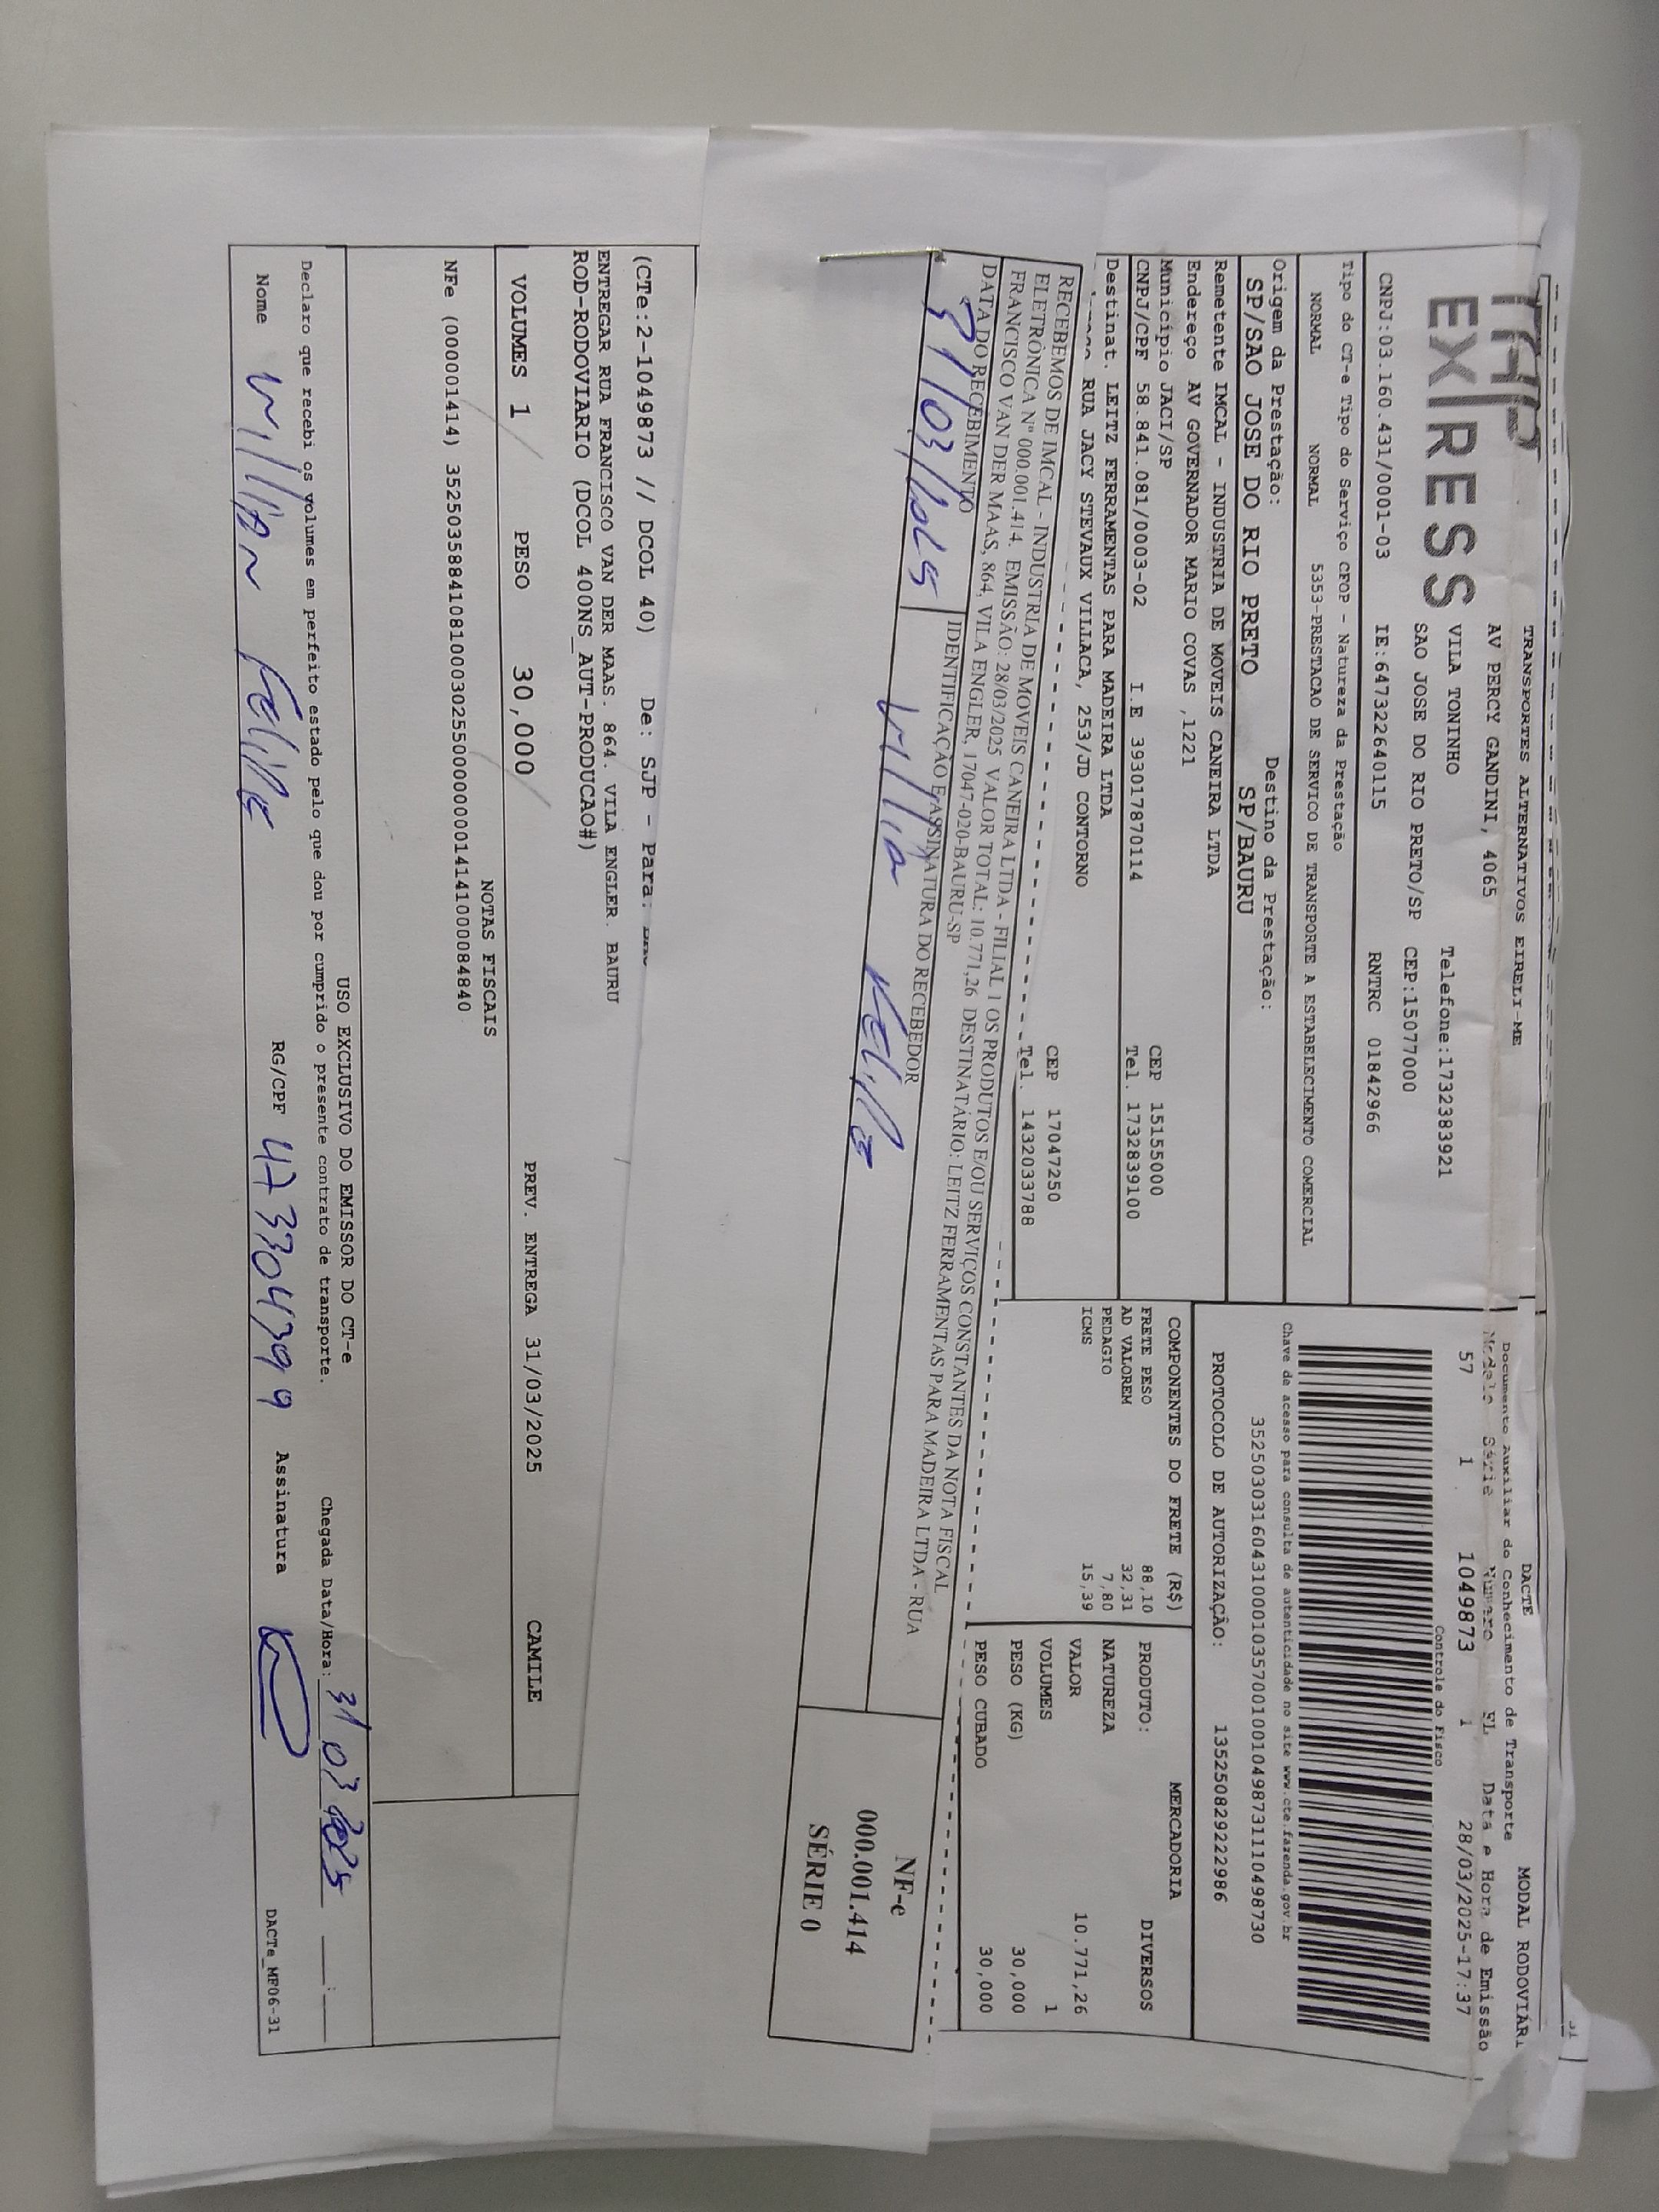 TRANSPORTES ALTERNATIVOS EIRELI-ME
EX RESS
AV PERCY GANDINI, 4065
VILA TONINHO
Telefone:1732383921
SAO JOSE DO RIO PRETO/SP CEP:15077000
CNPJ:03.160.431/0001-03 IE:647322640115 RNTRC 01842966
Tipo do CT-e Tipo do Serviço CFOP - Natureza da Prestação
NORMAL NORMAL 5353-PRESTACAO DE SERVICO DE TRANSPORTE A ESTABELECIMENTO COMERCIAL
Origem da Prestação: Destino da Prestação:
SP/SAO JOSE DO RIO PRETO SP/BAURU
Remetente IMCAL - INDUSTRIA DE MOVEIS CANEIRA LTDA
Endereço AV GOVERNADOR MARIO COVAS ,1221
Município JACI/SP CEP 15155000
CNPJ/CPF 58.841.081/0003-02 I.E 393017870114 Tel. 1732839100
Destinat. LEITZ FERRAMENTAS PARA MADEIRA LTDA
RUA JACY STEVAUX VILLACA, 253/JD CONTORNO
CEP 17047250
Tel. 1432033788
DACTE MODAL RODOVIÁR
Documento Auxiliar do Conhecimento de Transporte
Modelo Série Número FL Data e Hora de Emissão
57 1 1049873 1 28/03/2025-17:37
Controle do Fisco
Chave de acesso para consulta de autenticidade no site www.cte.fazenda.gov.br
35250303160431000103570010010498731110498730
PROTOCOLO DE AUTORIZAÇÃO: 135250829222986
COMPONENTES DO FRETE (R$)
FRETE PESO 88,10
AD VALOREM 32,31
PEDAGIO 7,80
ICMS 15,39
MERCADORIA
PRODUTO: DIVERSOS
NATUREZA
VALOR 10.771,26
VOLUMES 1
PESO (KG) 30,000
PESO CUBADO 30,000
RECEBEMOS DE IMCAL - INDUSTRIA DE MOVEIS CANEIRA LTDA - FILIAL 1 OS PRODUTOS E/OU SERVIÇOS CONSTANTES DA NOTA FISCAL
ELETRÔNICA Nº 000.001.414. EMISSÃO: 28/03/2025 VALOR TOTAL: 10.771,26 DESTINATÁRIO: LEITZ FERRAMENTAS PARA MADEIRA LTDA - RUA
FRANCISCO VAN DER MAAS, 864, VILA ENGLER, 17047-020-BAURU-SP
DATA DO RECEBIMENTO IDENTIFICAÇÃO E ASSINATURA DO RECEBEDOR
31/03/2025 Willian Felipe
NF-e
000.001.414
SÉRIE 0
(CTe:2-1049873 // DCOL 40) De: SJP - Para:
ENTREGAR RUA FRANCISCO VAN DER MAAS. 864. VILA ENGLER. BAURU
ROD-RODOVIARIO (DCOL 400NS_AUT-PRODUCAO#)
VOLUMES 1 PESO 30,000 PREV. ENTREGA 31/03/2025 CAMILE
NOTAS FISCAIS
NFe (000001414) 35250358841081000302550000000014141000084840
USO EXCLUSIVO DO EMISSOR DO CT-e
Declaro que recebi os volumes em perfeito estado pelo que dou por cumprido o presente contrato de transporte. Chegada Data/Hora: 31 03 2025 :
Nome Willian Felipe RG/CPF 473304399 Assinatura
DACTe_MF06-31